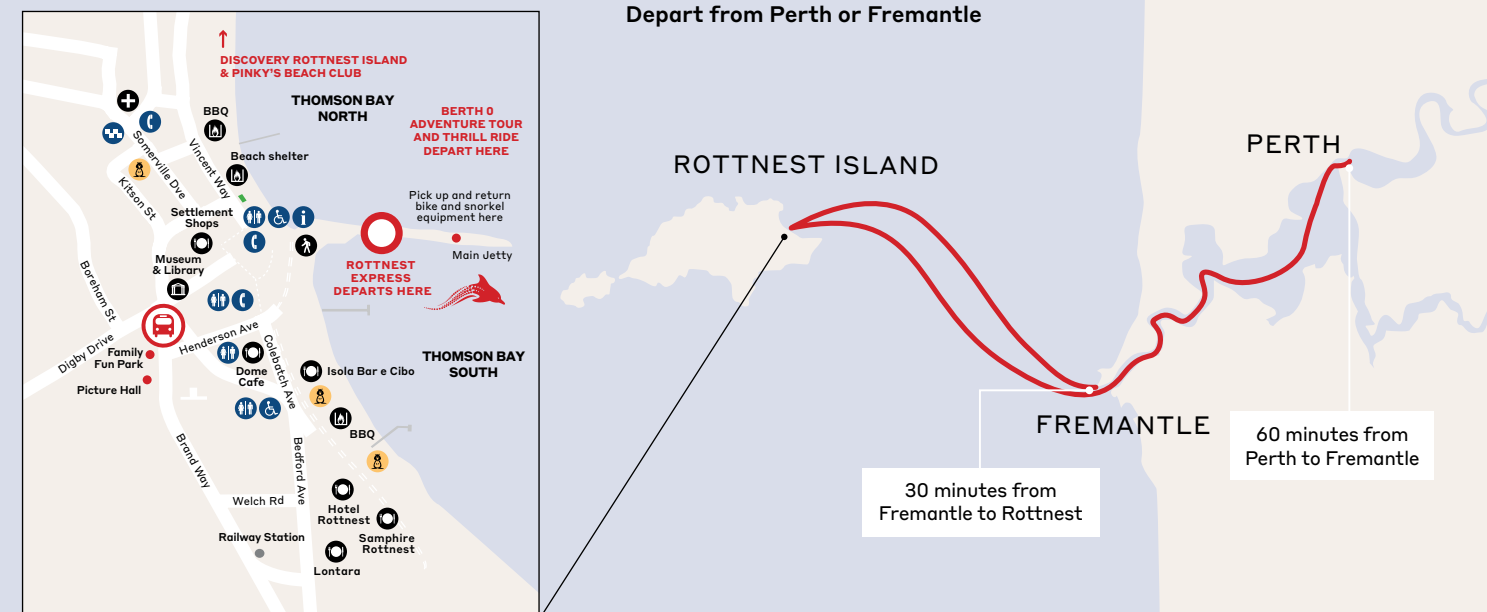 Depart from Perth or Fremantle
DISCOVERY ROTTNEST ISLAND
& PINKY'S BEACH CLUB
THOMSON BAY
NORTH
BERTH 0
ADVENTURE TOUR
AND THRILL RIDE
DEPART HERE
BBQ
Beach shelter
Somerville Dve
Vincent Way
Kitson St
Settlement
Shops
Pick up and return
bike and snorkel
equipment here
Main Jetty
Museum
& Library
ROTTNEST
EXPRESS
DEPARTS HERE
Boreham St
Digby Drive
Henderson Ave
Family
Fun Park
Picture Hall
Dome
Cafe
Colebatch Ave
Isola Bar e Cibo
THOMSON BAY
SOUTH
BBQ
Brand Way
Bedford Ave
Welch Rd
Hotel
Rottnest
Railway Station
Samphire
Rottnest
Lontara
ROTTNEST ISLAND
PERTH
FREMANTLE
60 minutes from
Perth to Fremantle
30 minutes from
Fremantle to Rottnest